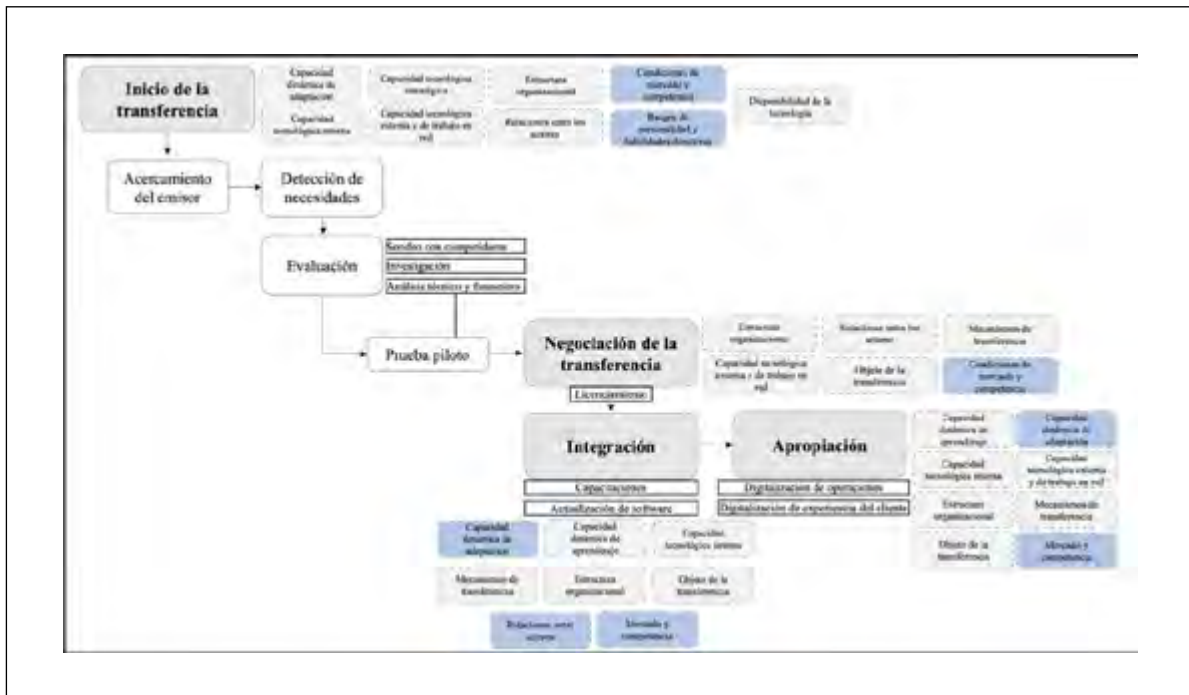 Inicio de la
transferencia
Capacidad
dinámica de
adaptación
Capacidad tecnológica
estratégica
Estructura
organizacional
Condiciones de
mercado y
competencia
Disponibilidad de la
tecnología
Capacidad
tecnológica interna
Capacidad tecnológica
externa y de trabajo en
red
Relaciones entre los
actores
Rasgos de
personalidad y
habilidades directivas
Acercamiento
del emisor
Detección de
necesidades
Evaluación
Sondeo con competidores
Investigación
Análisis técnico y financiero
Prueba piloto
Negociación de la
transferencia
Estructura
organizacional
Relaciones entre los
actores
Mecanismos de
transferencia
Capacidad tecnológica
externa y de trabajo en
red
Objeto de la
transferencia
Condiciones de
mercado y
competencia
Licenciamiento
Integración
Apropiación
Capacitaciones
Actualización de software
Digitalización de operaciones
Digitalización de experiencia del cliente
Capacidad
dinámica de
aprendizaje
Capacidad
dinámica de
adaptación
Capacidad
tecnológica interna
Capacidad
tecnológica externa
y de trabajo en red
Estructura
organizacional
Mecanismos de
transferencia
Objeto de la
transferencia
Mercado y
competencia
Capacidad
dinámica de
adaptación
Capacidad
dinámica de
aprendizaje
Capacidad
tecnológica interna
Mecanismos de
transferencia
Estructura
organizacional
Objeto de la
transferencia
Relaciones entre
actores
Mercado y
competencia